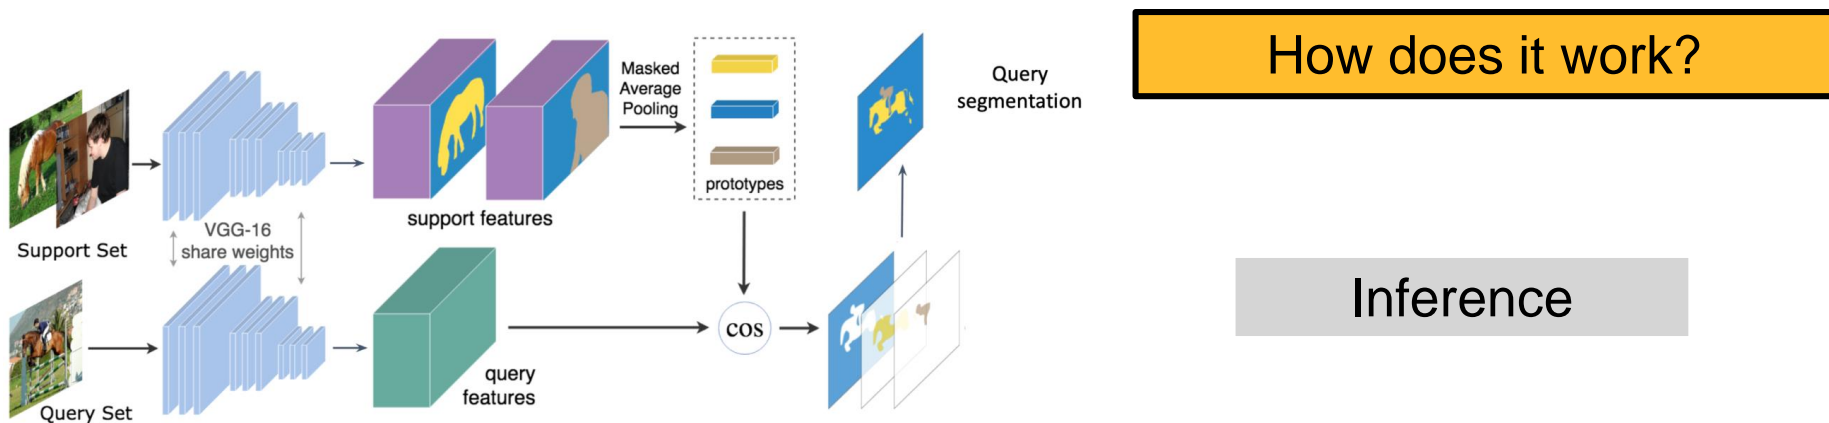 How does it work?
Masked
Average
Pooling
Query
segmentation
prototypes
support features
Support Set
VGG-16
share weights
Inference
cos
query
features
Query Set